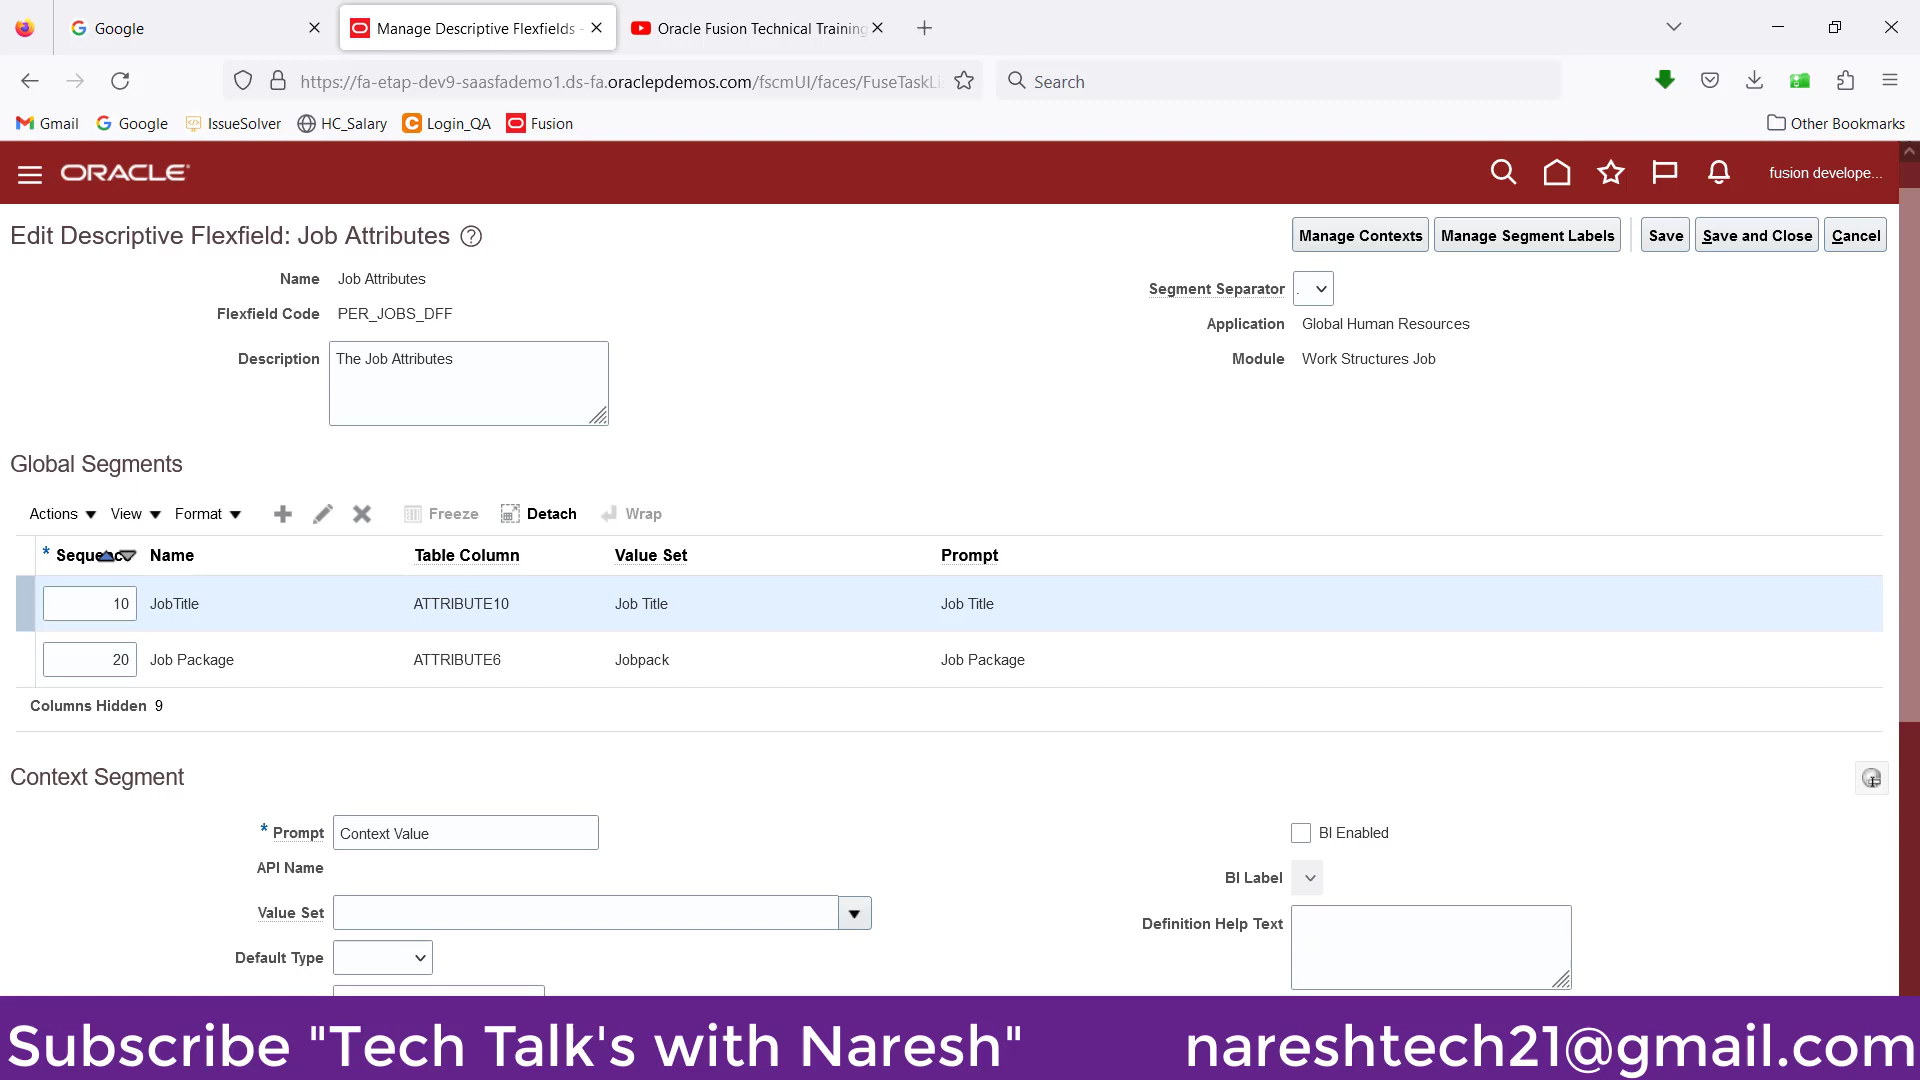 Google
Manage Descriptive Flexfields -
Oracle Fusion Technical Training
https://fa-etap-dev9-saasfademo1.ds-fa.oraclepdemos.com/fscmUI/faces/FuseTaskLi
Search
Gmail
Google
IssueSolver
HC_Salary
Login_QA
Fusion
Other Bookmarks
ORACLE
fusion develope...
Edit Descriptive Flexfield: Job Attributes
Manage Contexts
Manage Segment Labels
Save
Save and Close
Cancel
Name Job Attributes
Flexfield Code PER_JOBS_DFF
Description The Job Attributes
Segment Separator .
Application Global Human Resources
Module Work Structures Job
Global Segments
Actions View Format Freeze Detach Wrap
* Sequenc Name Table Column Value Set Prompt
10 JobTitle ATTRIBUTE10 Job Title Job Title
20 Job Package ATTRIBUTE6 Jobpack Job Package
Columns Hidden 9
Context Segment
* Prompt Context Value
API Name
Value Set
Default Type
BI Enabled
BI Label
Definition Help Text
Subscribe "Tech Talk's with Naresh" nareshtech21@gmail.com